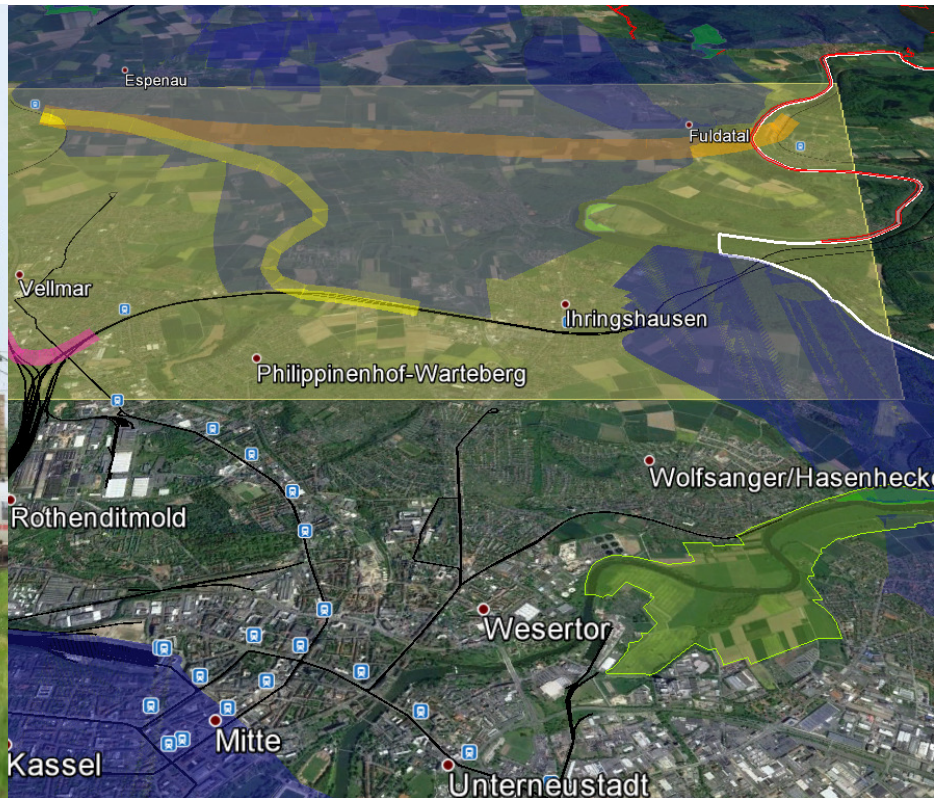 Espenau
Fuldatal
Vellmar
Ihringshausen
Philippinenhof-Warteberg
Wolfsanger/Hasenhecke
Rothenditmold
Wesertor
Mitte
Kassel
Unterneustadt